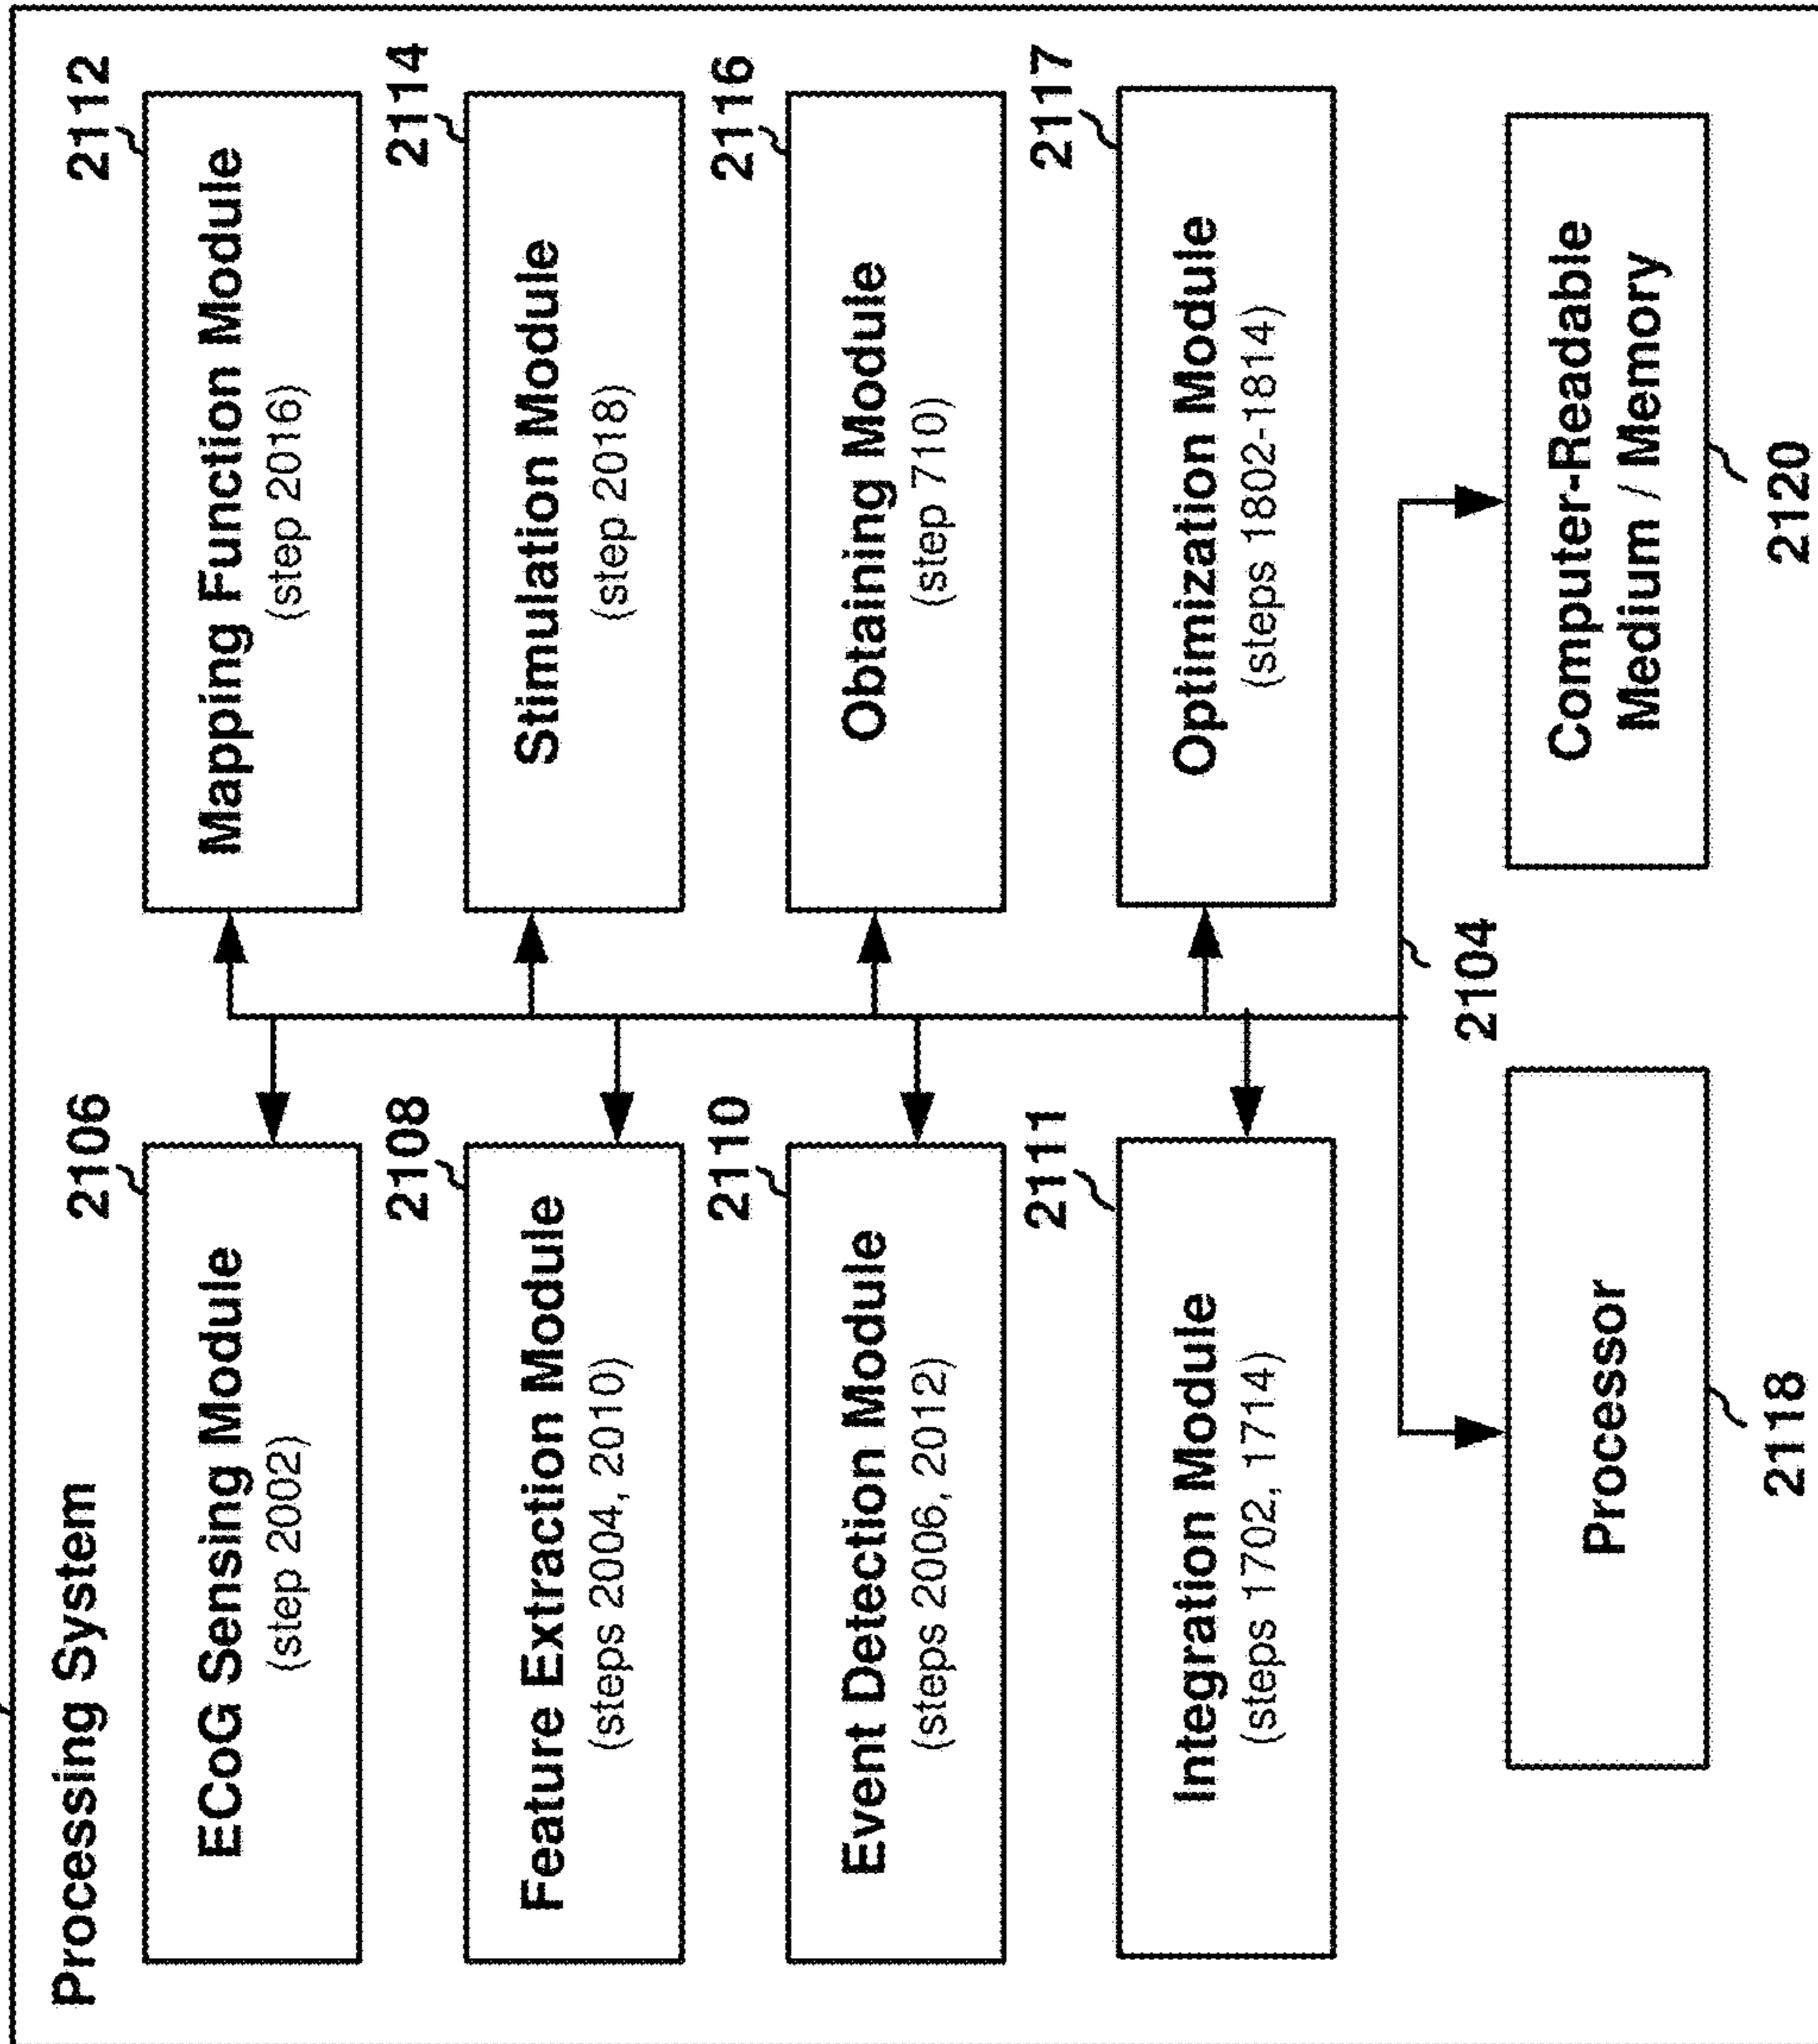 Processing System
2106
ECoG Sensing Module
(step 2002)
2112
Mapping Function Module
(step 2016)
2108
Feature Extraction Module
(steps 2004, 2010)
2114
Stimulation Module
(step 2018)
2110
Event Detection Module
(steps 2006, 2012)
2116
Obtaining Module
(step 710)
2111
Integration Module
(steps 1702, 1714)
2117
Optimization Module
(steps 1802-1814)
2104
Processor
2118
Computer-Readable
Medium / Memory
2120